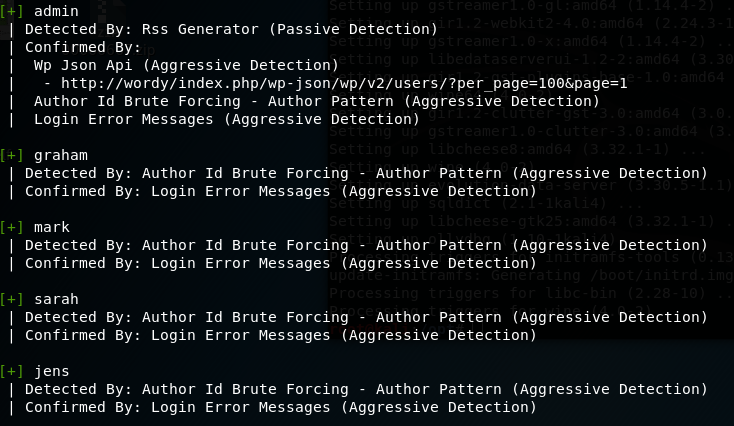 [+] admin
| Detected By: Rss Generator (Passive Detection)
| Confirmed By:
|  Wp Json Api (Aggressive Detection)
|   - http://wordy/index.php/wp-json/wp/v2/users/?per_page=100&page=1
|  Author Id Brute Forcing - Author Pattern (Aggressive Detection)
|  Login Error Messages (Aggressive Detection)
[+] graham
| Detected By: Author Id Brute Forcing - Author Pattern (Aggressive Detection)
| Confirmed By: Login Error Messages (Aggressive Detection)
[+] mark
| Detected By: Author Id Brute Forcing - Author Pattern (Aggressive Detection)
| Confirmed By: Login Error Messages (Aggressive Detection)
[+] sarah
| Detected By: Author Id Brute Forcing - Author Pattern (Aggressive Detection)
| Confirmed By: Login Error Messages (Aggressive Detection)
[+] jens
| Detected By: Author Id Brute Forcing - Author Pattern (Aggressive Detection)
| Confirmed By: Login Error Messages (Aggressive Detection)